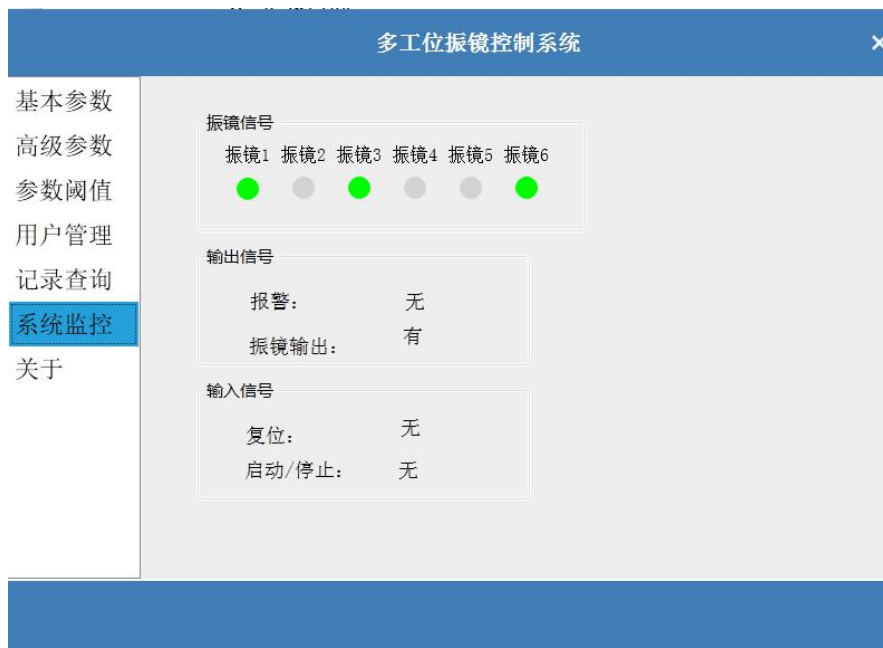 多工位振镜控制系统
基本参数
高级参数
参数阈值
用户管理
记录查询
系统监控
关于
振镜信号
振镜1 振镜2 振镜3 振镜4 振镜5 振镜6
输出信号
报警： 无
振镜输出： 有
输入信号
复位： 无
启动/停止： 无